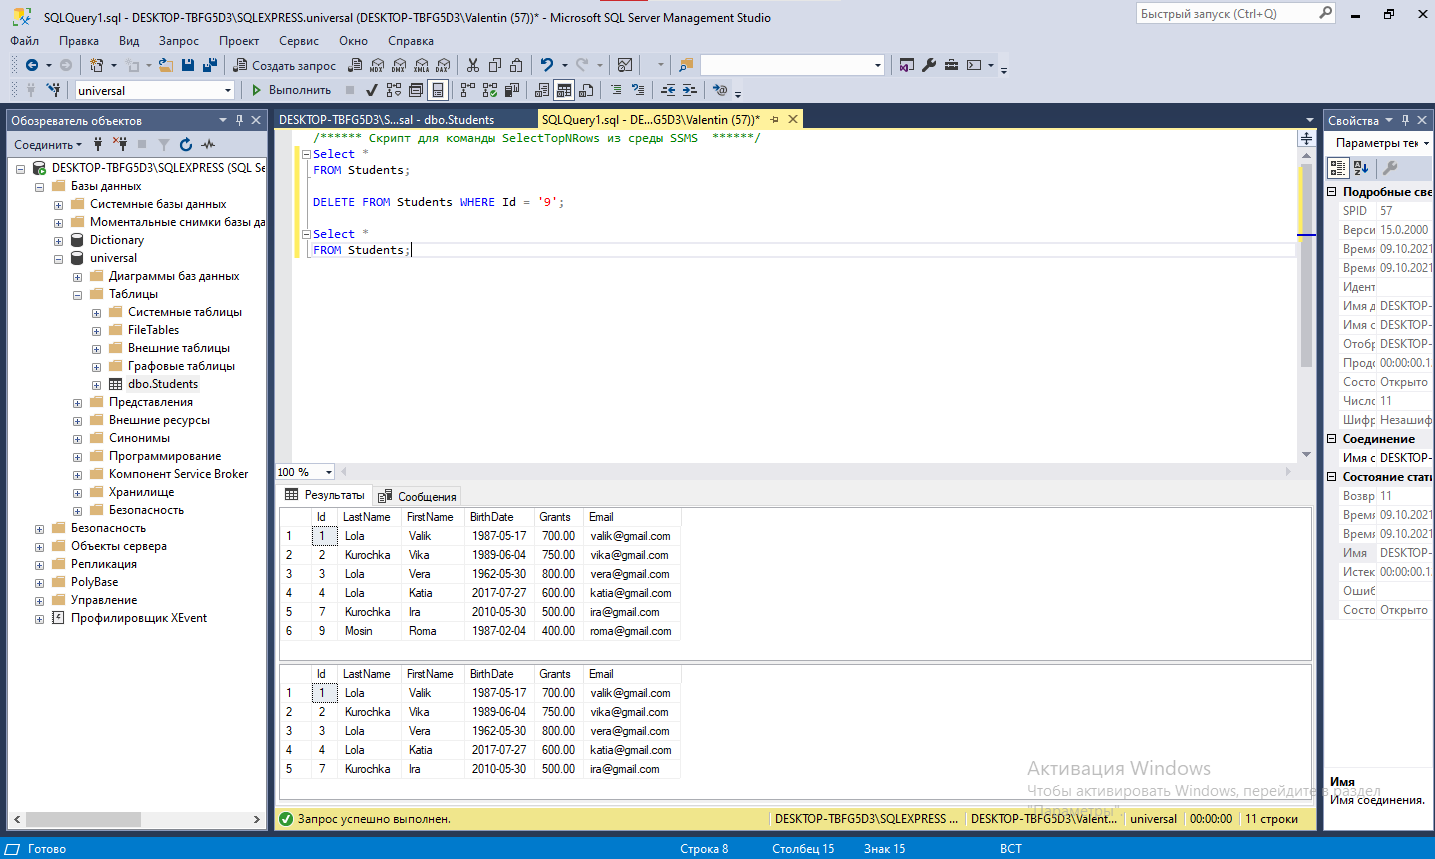 SQLQuery1.sql - DESKTOP-TBFG5D3\SQLEXPRESS.universal (DESKTOP-TBFG5D3\Valentin (57))* - Microsoft SQL Server Management Studio
Быстрый запуск (Ctrl+Q)
Файл Правка Вид Запрос Проект Сервис Окно Справка
Создать запрос MDX DMX XMLA DAX
universal Выполнить
Обозреватель объектов
Соединить
DESKTOP-TBFG5D3\SQLEXPRESS (SQL Se
Базы данных
Системные базы данных
Моментальные снимки базы да
Dictionary
universal
Диаграммы баз данных
Таблицы
Системные таблицы
FileTables
Внешние таблицы
Графовые таблицы
dbo.Students
Представления
Внешние ресурсы
Синонимы
Программирование
Компонент Service Broker
Хранилище
Безопасность
Безопасность
Объекты сервера
Репликация
PolyBase
Управление
Профилировщик XEvent
DESKTOP-TBFG5D3\S...sal - dbo.Students
SQLQuery1.sql - DE...G5D3\Valentin (57))*
/****** Скрипт для команды SelectTopNRows из среды SSMS  ******/
Select *
FROM Students;
DELETE FROM Students WHERE Id = '9';
Select *
FROM Students;
100 %
Результаты Сообщения
Id LastName FirstName BirthDate Grants Email
1 1 Lola Valik 1987-05-17 700.00 valik@gmail.com
2 2 Kurochka Vika 1989-06-04 750.00 vika@gmail.com
3 3 Lola Vera 1962-05-30 800.00 vera@gmail.com
4 4 Lola Katia 2017-07-27 600.00 katia@gmail.com
5 7 Kurochka Ira 2010-05-30 500.00 ira@gmail.com
6 9 Mosin Roma 1987-02-04 400.00 roma@gmail.com
Id LastName FirstName BirthDate Grants Email
1 1 Lola Valik 1987-05-17 700.00 valik@gmail.com
2 2 Kurochka Vika 1989-06-04 750.00 vika@gmail.com
3 3 Lola Vera 1962-05-30 800.00 vera@gmail.com
4 4 Lola Katia 2017-07-27 600.00 katia@gmail.com
5 7 Kurochka Ira 2010-05-30 500.00 ira@gmail.com
Запрос успешно выполнен. DESKTOP-TBFG5D3\SQLEXPRESS ... DESKTOP-TBFG5D3\Valent... universal 00:00:00 11 строки
Свойства
Параметры тек
Подробные све
SPID 57
Верси 15.0.2000
Время 09.10.2021
Время 09.10.2021
Идент
Имя д DESKTOP-
Имя с DESKTOP-
Отобр DESKTOP-
Продо 00:00:00.1
Состо Открыто
Число 11
Шифр Незашиф
Соединение
Имя с DESKTOP-
Состояние стати
Возвр 11
Время 09.10.2021
Время 09.10.2021
Имя DESKTOP-
Истек 00:00:00.1
Ошиб
Состо Открыто
Имя
Имя соединения.
Активация Windows
Чтобы активировать Windows, перейдите в раздел
"Параметры".
Готово Строка 8 Столбец 15 Знак 15 ВСТ